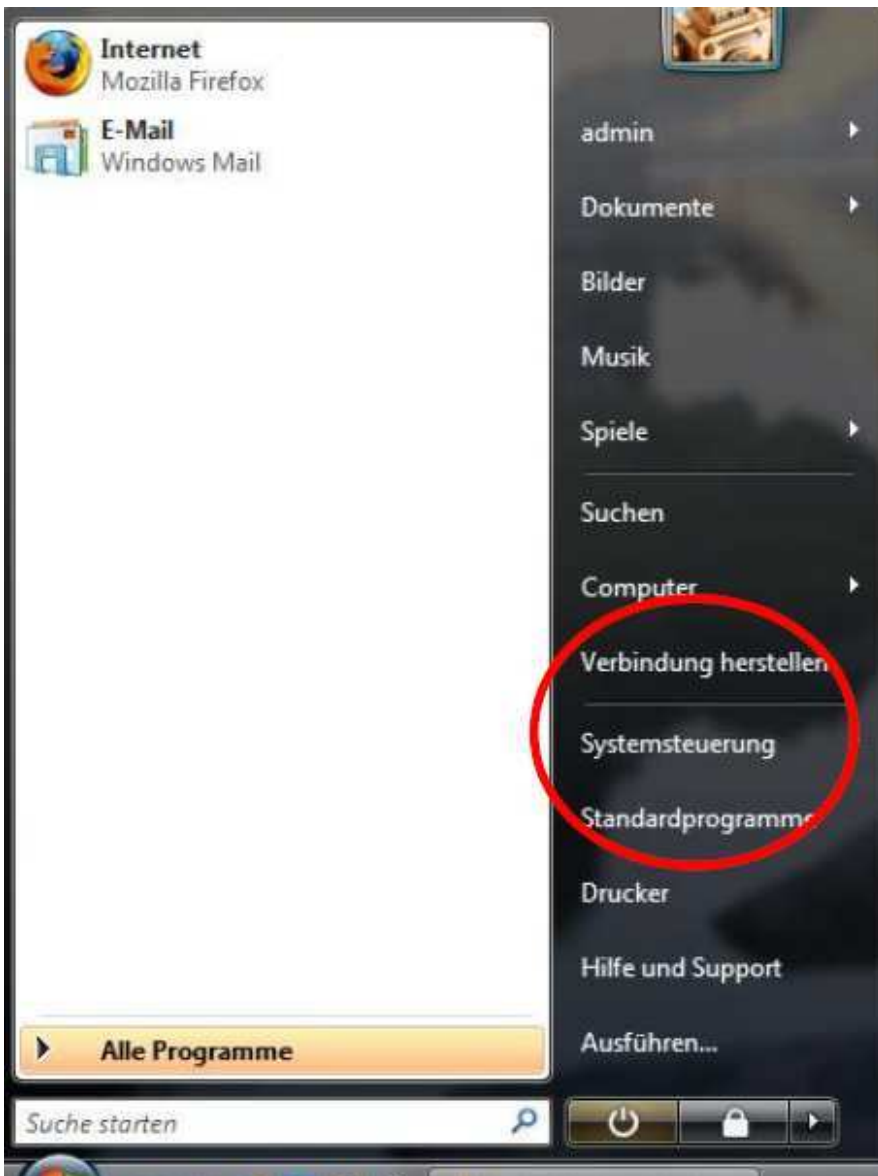 Internet
Mozilla Firefox
E-Mail
Windows Mail
Alle Programme
Suche starten
admin
Dokumente
Bilder
Musik
Spiele
Suchen
Computer
Verbindung herstellen
Systemsteuerung
Standardprogramme
Drucker
Hilfe und Support
Ausführen...